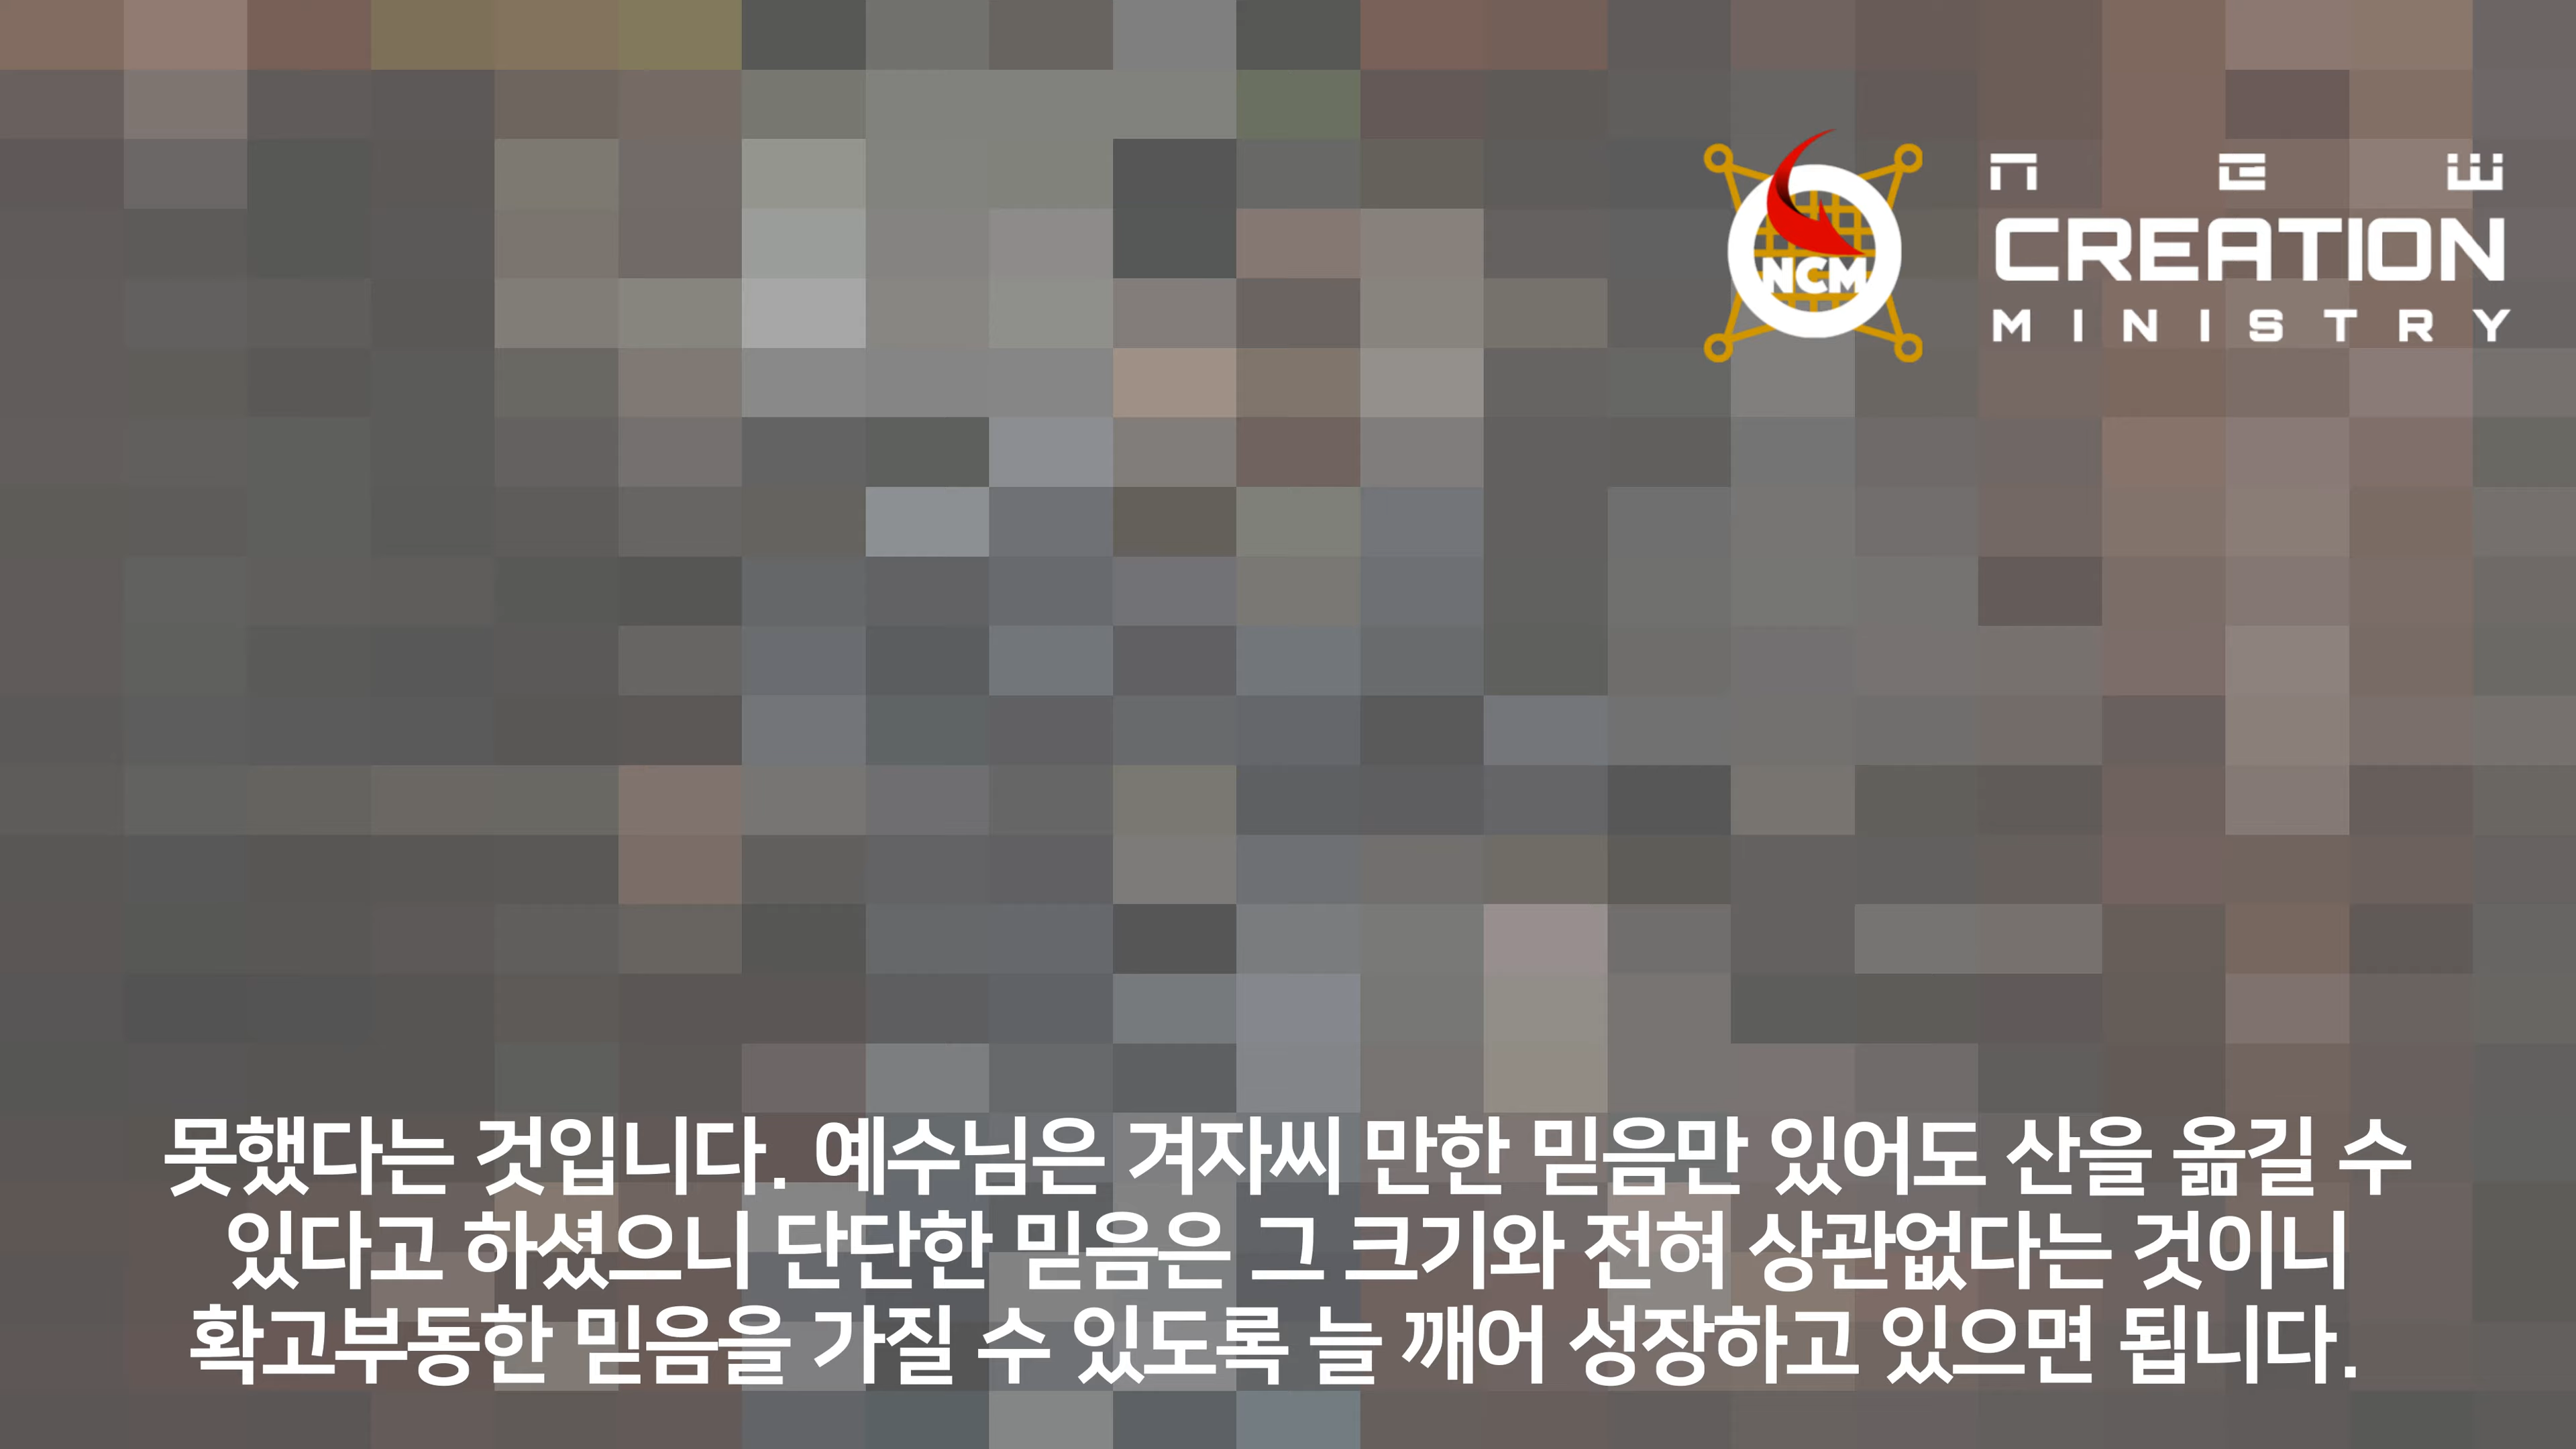 new
CREATION
MINISTRY
NCM
못했다는 것입니다. 예수님은 겨자씨 만한 믿음만 있어도 산을 옮길 수
있다고 하셨으니 단단한 믿음은 그 크기와 전혀 상관없다는 것이니
확고부동한 믿음을 가질 수 있도록 늘 깨어 성장하고 있으면 됩니다.